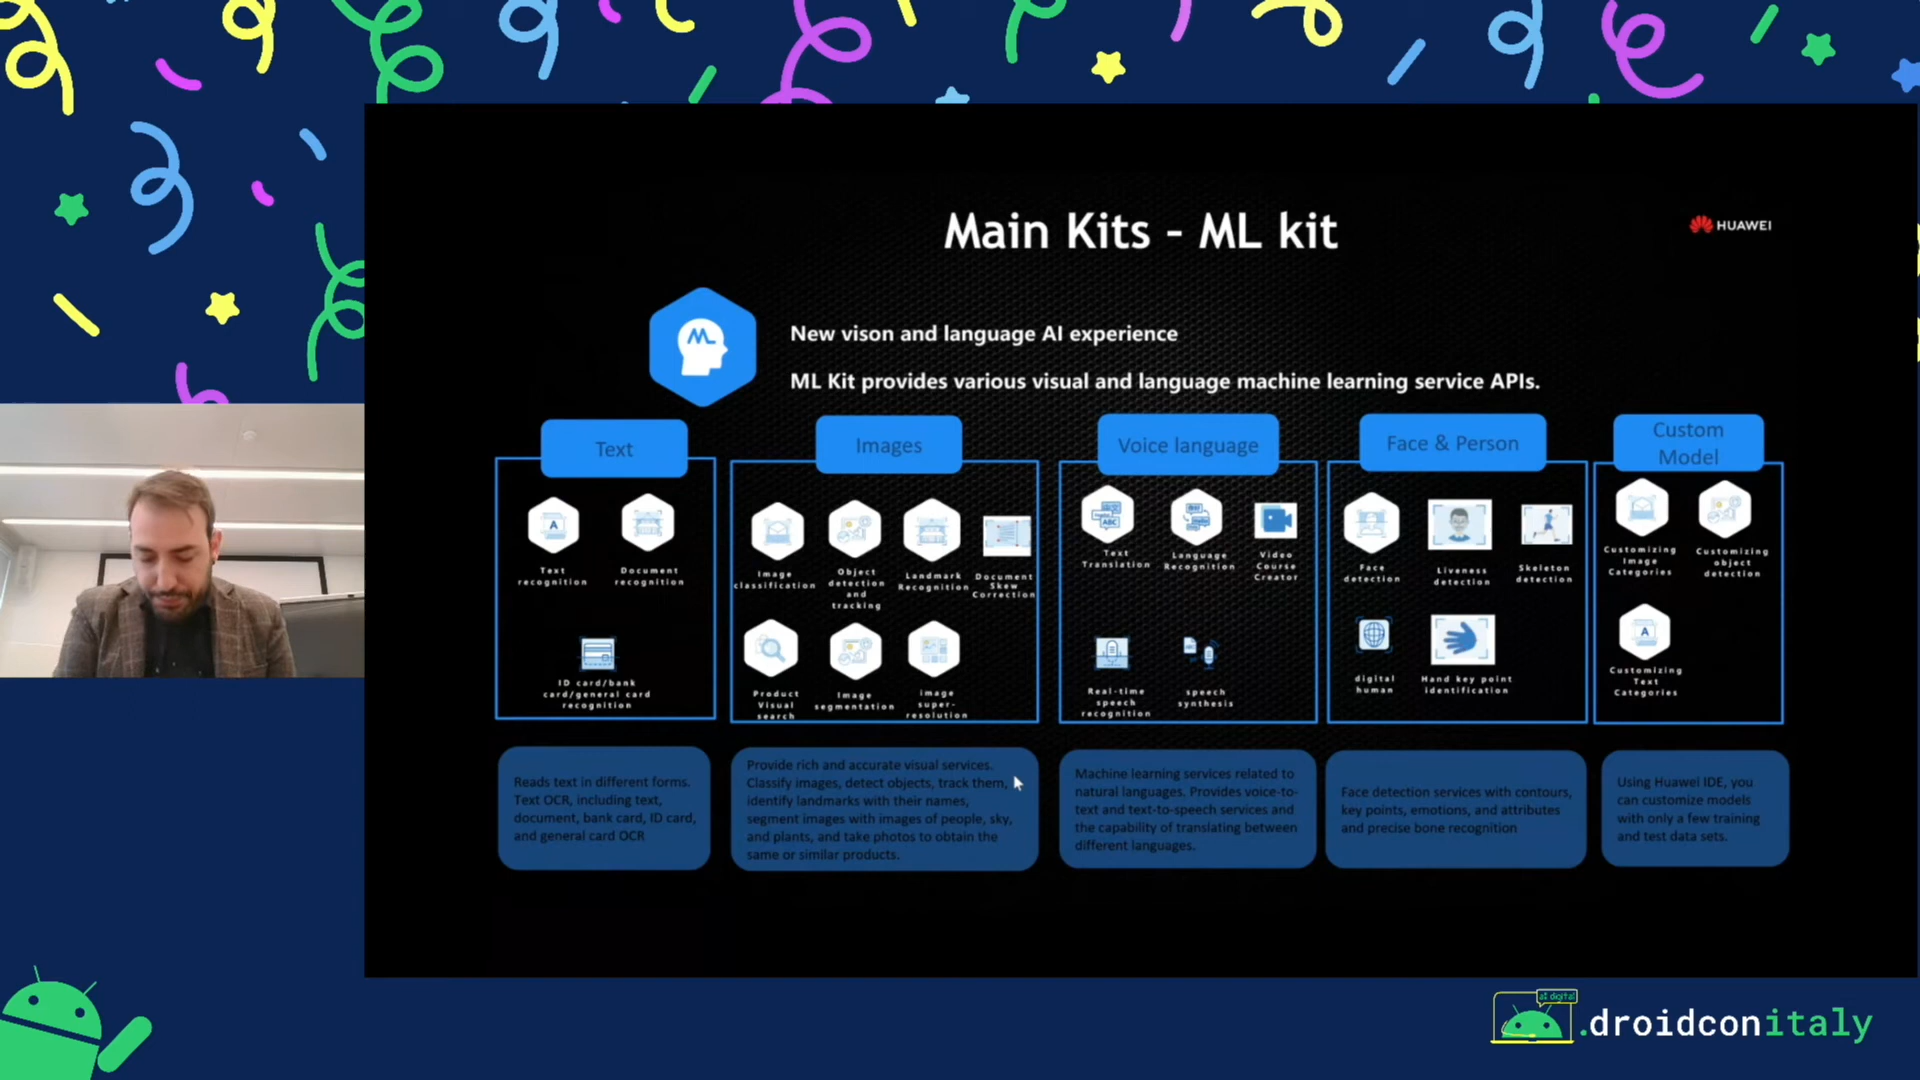 Main Kits - ML kit
HUAWEI
ML
New vison and language AI experience
ML Kit provides various visual and language machine learning service APIs.
Text
Text
recognition
Document
recognition
ID card/bank
card/general card
recognition
Reads text in different forms.
Text OCR, including text,
document, bank card, ID card,
and general card OCR
Images
Image
classification
Object
detection
and
tracking
Landmark
Recognition
Document
Skew
Correction
Product
Visual
search
Image
segmentation
image
super-
resolution
Provide rich and accurate visual services.
Classify images, detect objects, track them,
identify landmarks with their names,
segment images with images of people, sky,
and plants, and take photos to obtain the
same or similar products.
Voice language
Text
Translation
Language
Recognition
Video
Course
Creator
Real-time
speech
recognition
speech
synthesis
Machine learning services related to
natural languages. Provides voice-to-
text and text-to-speech services and
the capability of translating between
different languages.
Face & Person
Face
detection
Liveness
detection
Skeleton
detection
digital
human
Hand key point
identification
Face detection services with contours,
key points, emotions, and attributes
and precise bone recognition
Custom
Model
Customizing
Image
Categories
Customizing
object
detection
Customizing
Text
Categories
Using Huawei IDE, you
can customize models
with only a few training
and test data sets.
.droidconitaly